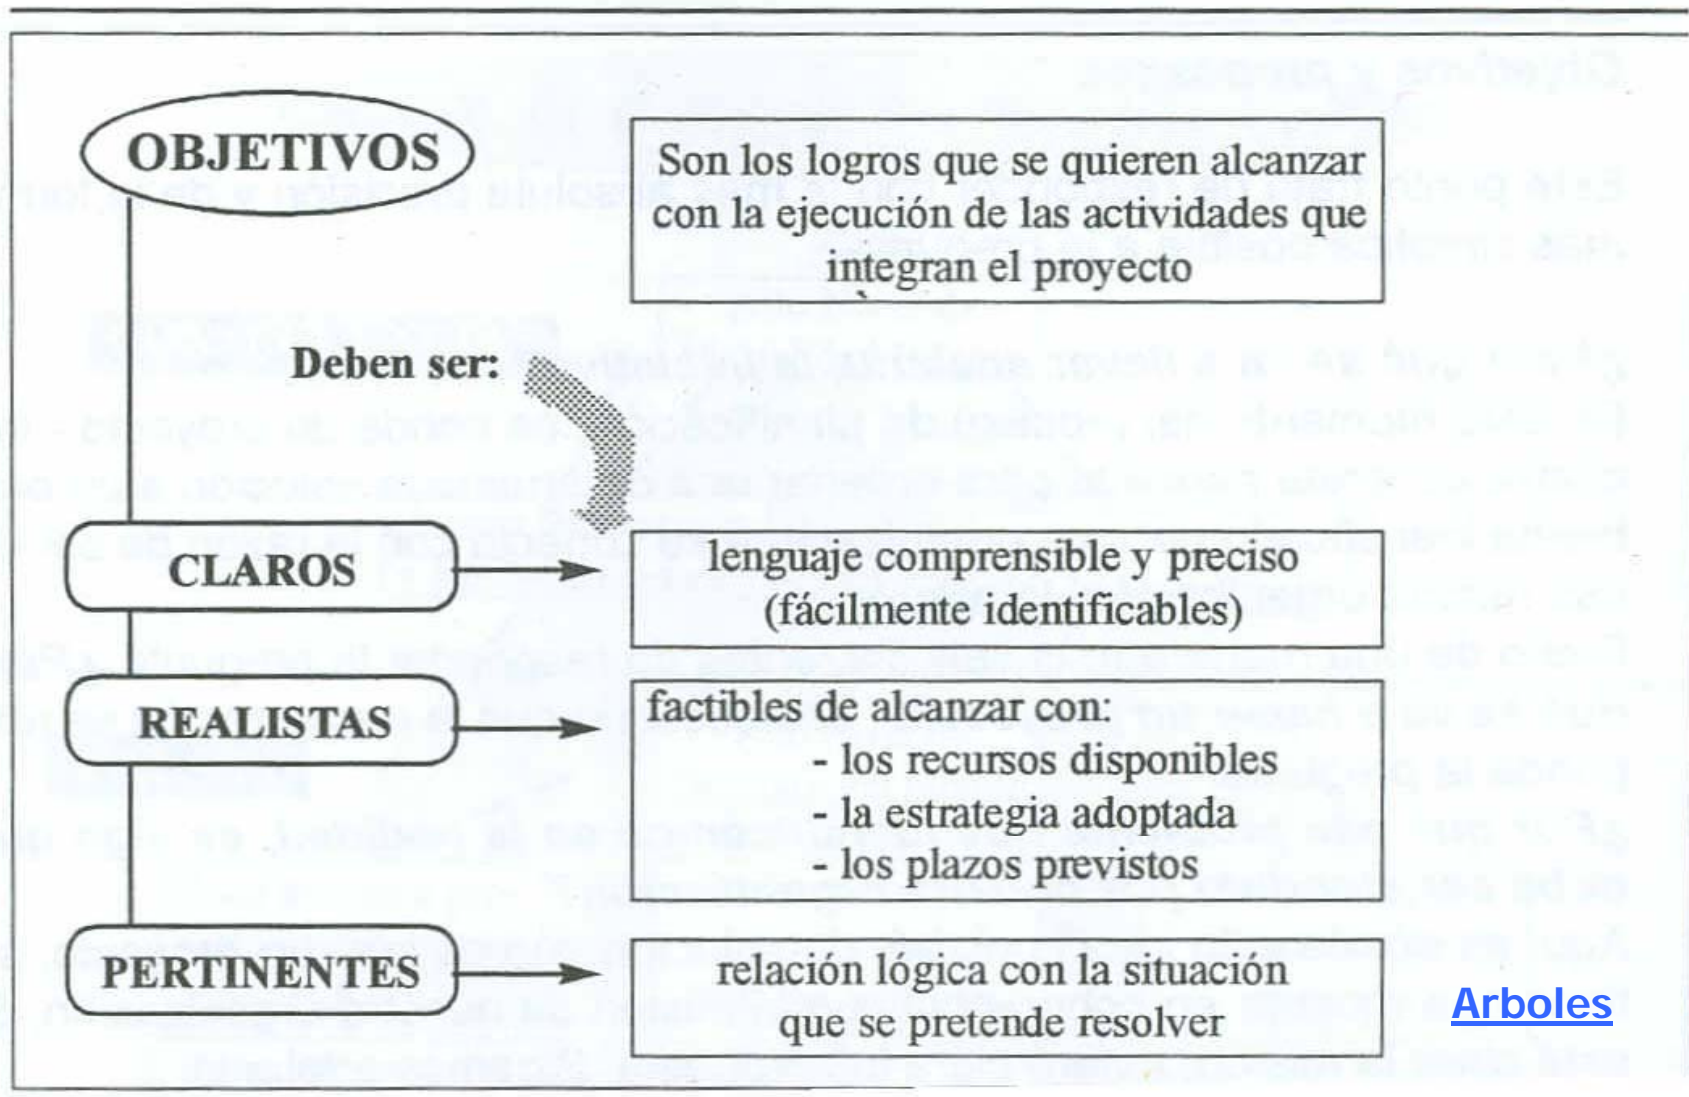 OBJETIVOS
Son los logros que se quieren alcanzar
con la ejecución de las actividades que
integran el proyecto
Deben ser:
CLAROS
lenguaje comprensible y preciso
(fácilmente identificables)
REALISTAS
factibles de alcanzar con:
- los recursos disponibles
- la estrategia adoptada
- los plazos previstos
PERTINENTES
relación lógica con la situación
que se pretende resolver
Arboles